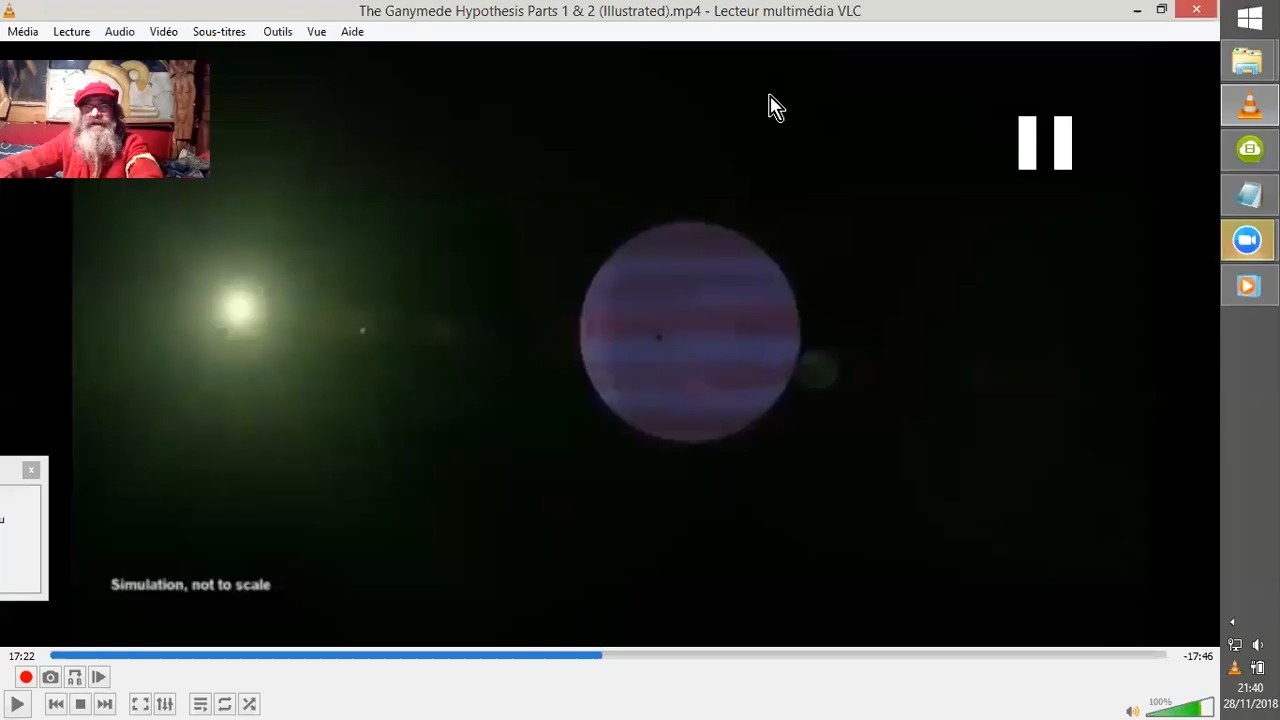 The Ganymede Hypothesis Parts 1 & 2 (Illustrated).mp4 - Lecteur multimédia VLC
Média Lecture Audio Vidéo Sous-titres Outils Vue Aide
x
u
Simulation, not to scale
17:22
-17:46
A B
100%
21:40
28/11/2018